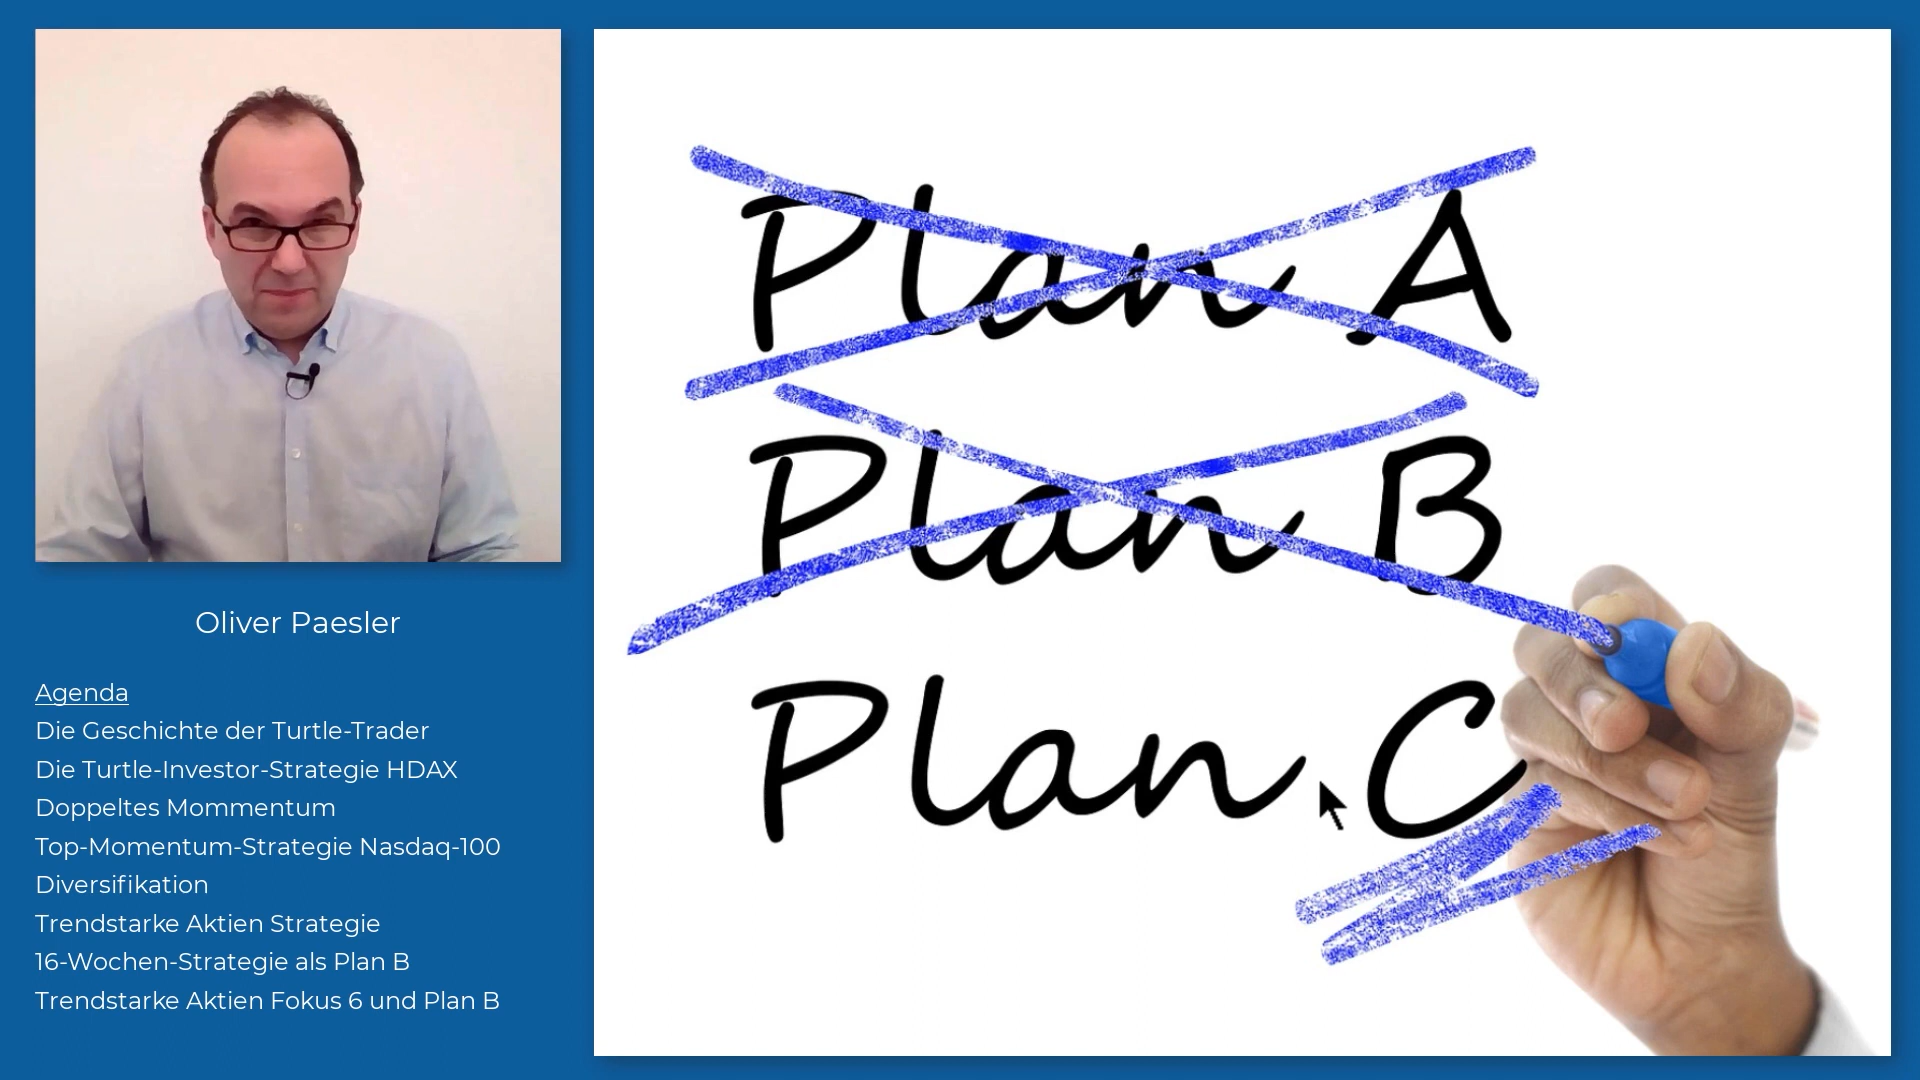 Oliver Paesler
Agenda
Die Geschichte der Turtle-Trader
Die Turtle-Investor-Strategie HDAX
Doppeltes Mommentum
Top-Momentum-Strategie Nasdaq-100
Diversifikation
Trendstarke Aktien Strategie
16-Wochen-Strategie als Plan B
Trendstarke Aktien Fokus 6 und Plan B
Plan A
Plan B
Plan C